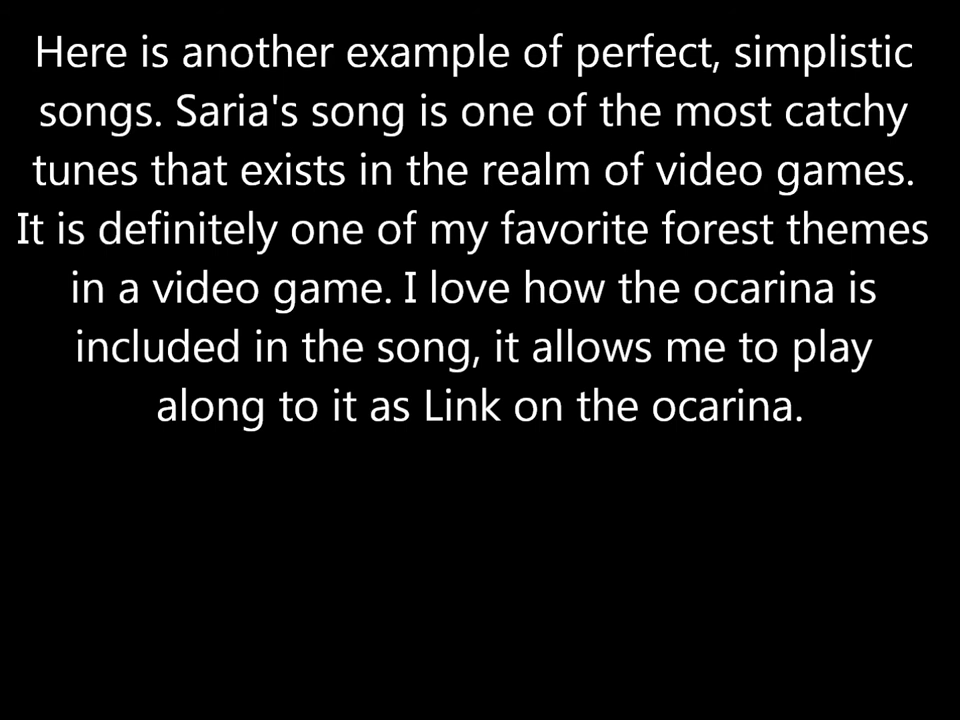 Here is another example of perfect, simplistic
songs. Saria's song is one of the most catchy
tunes that exists in the realm of video games.
It is definitely one of my favorite forest themes
in a video game. I love how the ocarina is
included in the song, it allows me to play
along to it as Link on the ocarina.